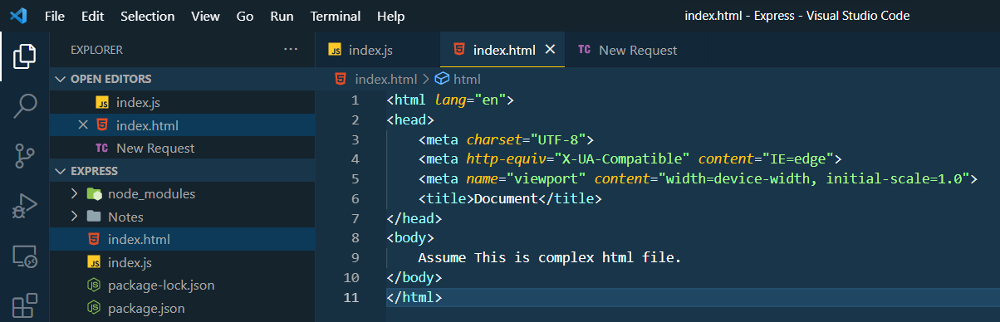 File Edit Selection View Go Run Terminal Help index.html - Express - Visual Studio Code
EXPLORER
OPEN EDITORS
JS index.js
index.html
TC New Request
EXPRESS
node_modules
Notes
index.html
JS index.js
package-lock.json
package.json
JS index.js
index.html
TC New Request
index.html > html
1 <html lang="en">
2 <head>
3 <meta charset="UTF-8">
4 <meta http-equiv="X-UA-Compatible" content="IE=edge">
5 <meta name="viewport" content="width=device-width, initial-scale=1.0">
6 <title>Document</title>
7 </head>
8 <body>
9 Assume This is complex html file.
10 </body>
11 </html>